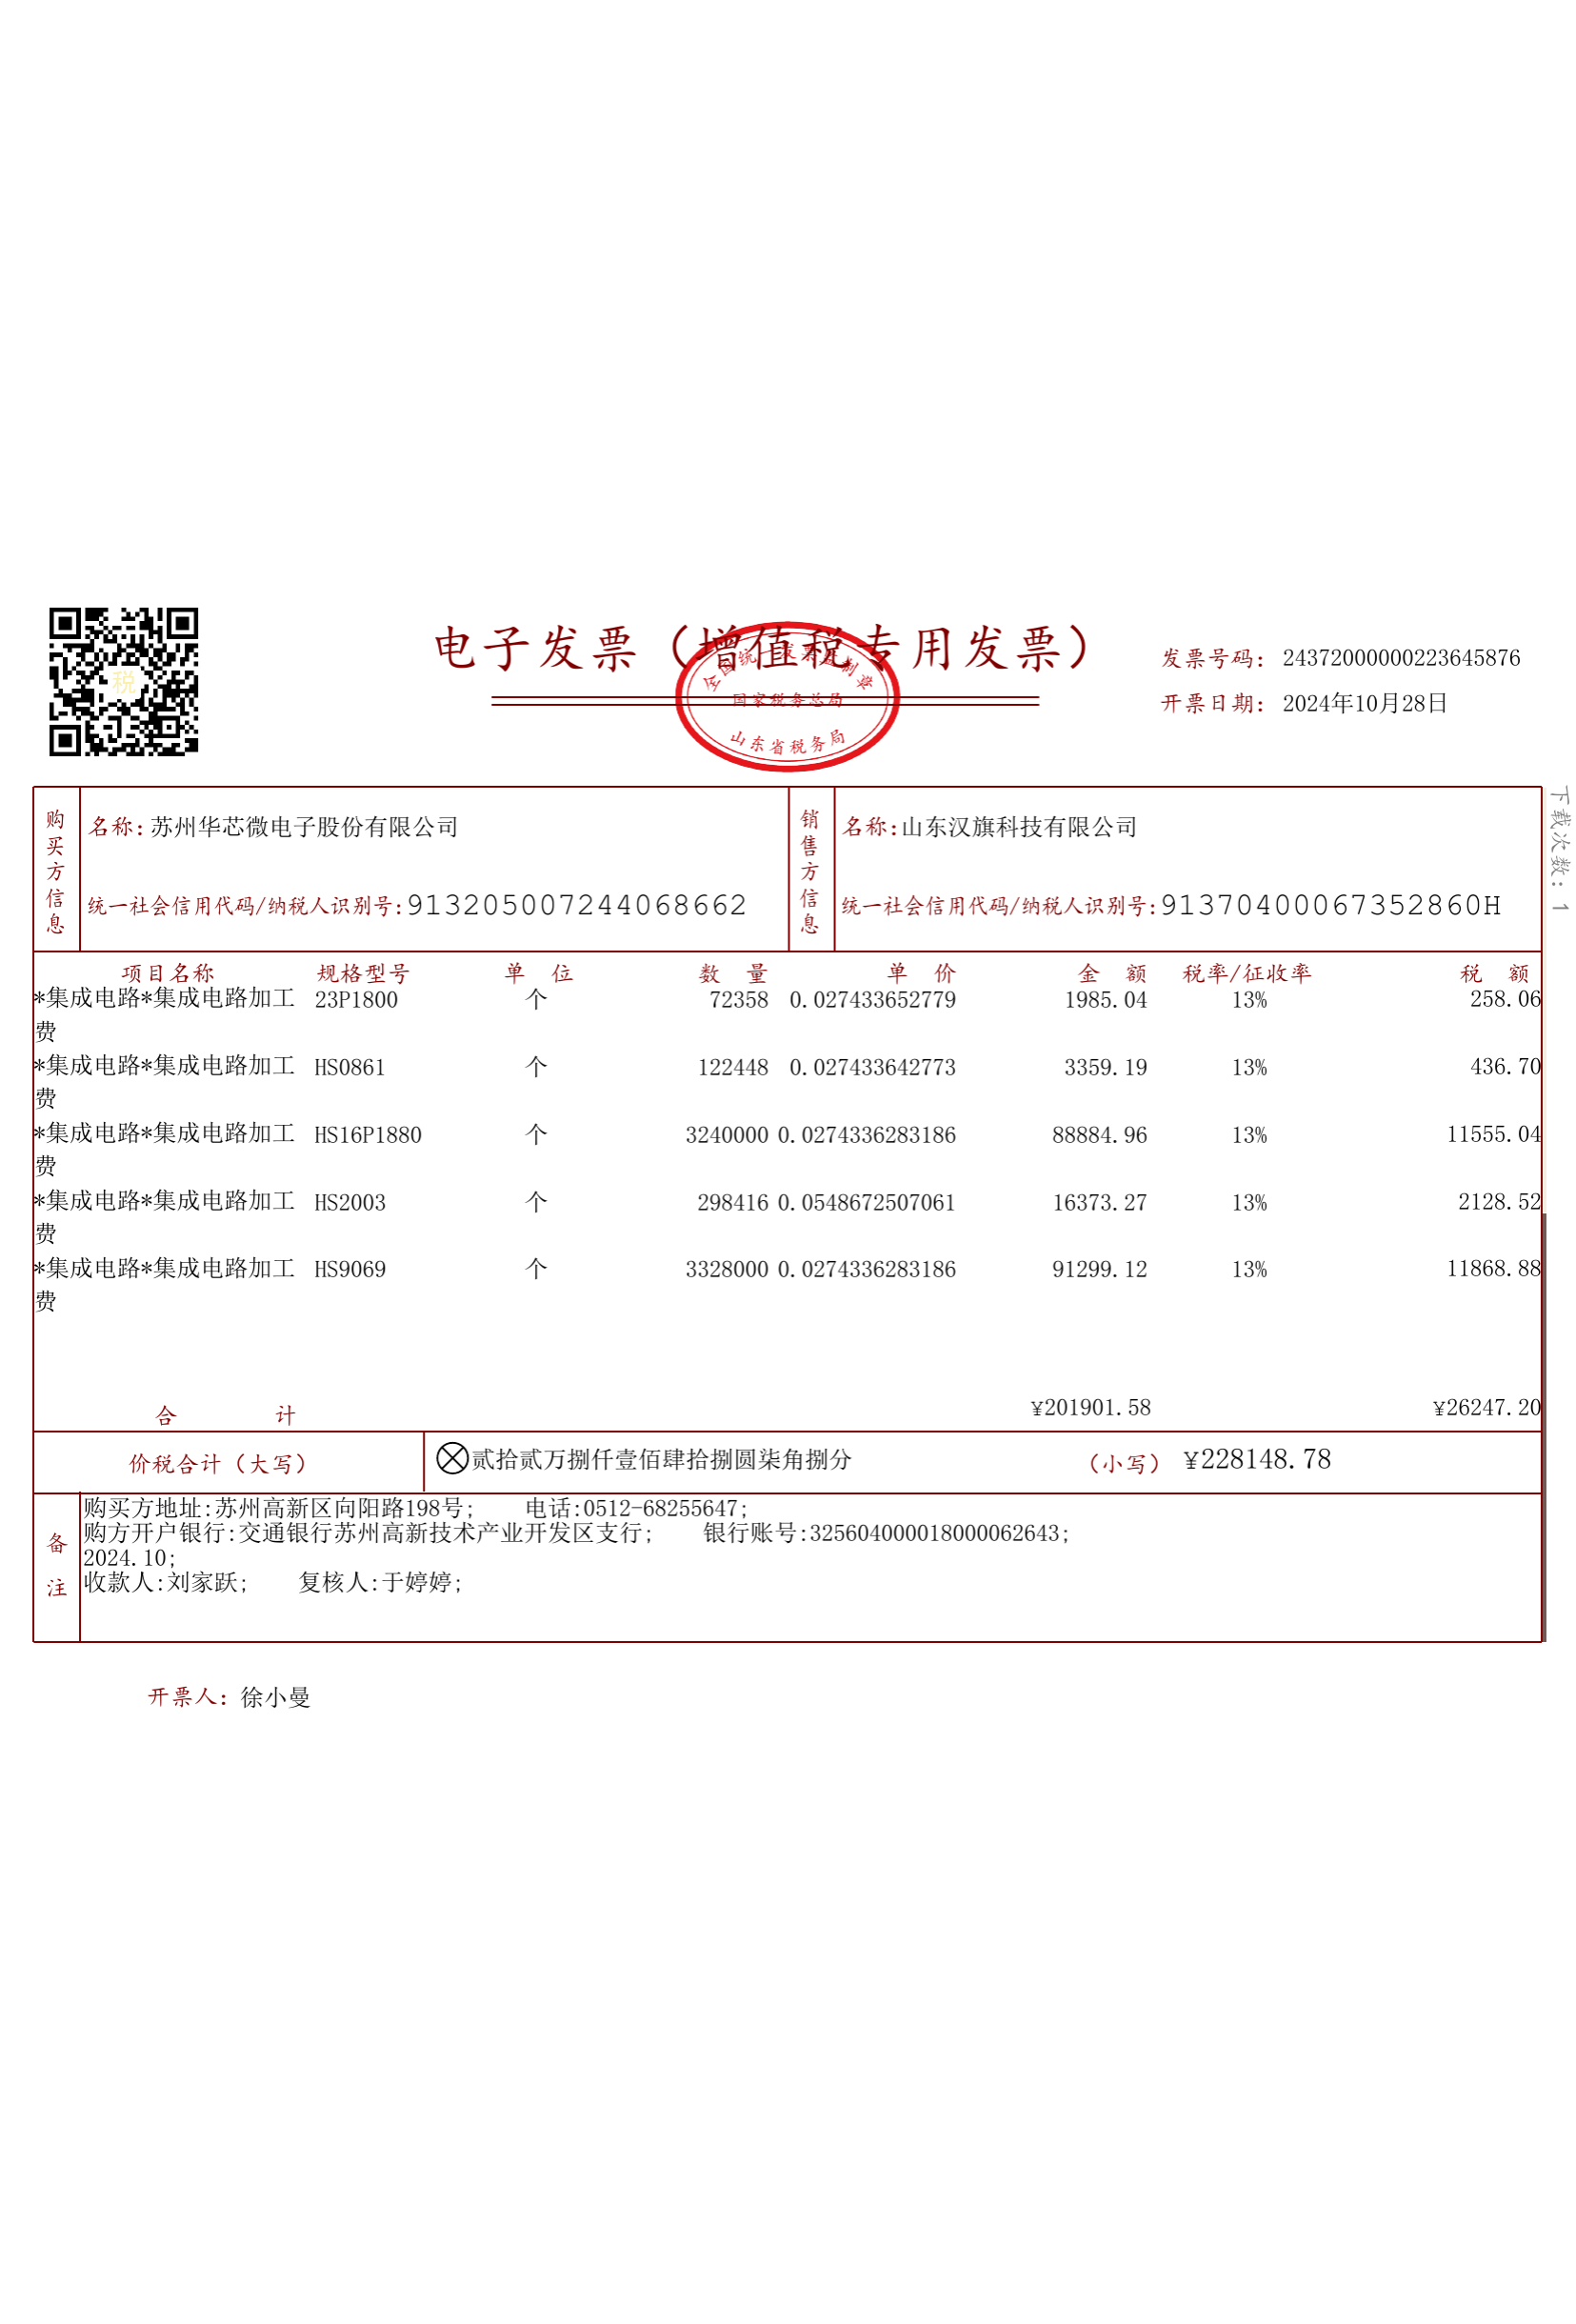 电子发票（增值税专用发票）
全国统一发票监制章
国家税务总局
山东省税务局
税
发票号码：24372000000223645876
开票日期：2024年10月28日
下载次数：1
购买方信息
名称:苏州华芯微电子股份有限公司
统一社会信用代码/纳税人识别号:913205007244068662
销售方信息
名称:山东汉旗科技有限公司
统一社会信用代码/纳税人识别号:91370400067352860H
项目名称 规格型号 单 位 数 量 单 价 金 额 税率/征收率 税 额
*集成电路*集成电路加工 23P1800 个 72358 0.027433652779 1985.04 13% 258.06
费
*集成电路*集成电路加工 HS0861 个 122448 0.027433642773 3359.19 13% 436.70
费
*集成电路*集成电路加工 HS16P1880 个 3240000 0.0274336283186 88884.96 13% 11555.04
费
*集成电路*集成电路加工 HS2003 个 298416 0.0548672507061 16373.27 13% 2128.52
费
*集成电路*集成电路加工 HS9069 个 3328000 0.0274336283186 91299.12 13% 11868.88
费
合 计 ¥201901.58 ¥26247.20
价税合计（大写） 贰拾贰万捌仟壹佰肆拾捌圆柒角捌分 （小写） ¥228148.78
备注
购买方地址:苏州高新区向阳路198号; 电话:0512-68255647;
购方开户银行:交通银行苏州高新技术产业开发区支行; 银行账号:325604000018000062643;
2024.10;
收款人:刘家跃; 复核人:于婷婷;
开票人：徐小曼